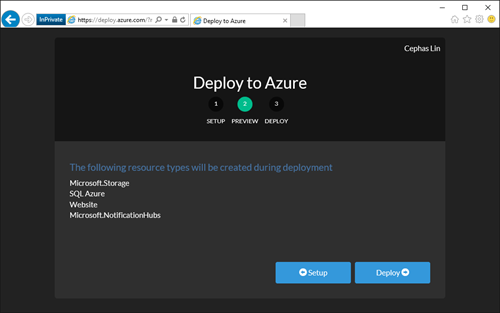 InPrivate
https://deploy.azure.com/?r
Deploy to Azure
Cephas Lin
Deploy to Azure
1 2 3
SETUP PREVIEW DEPLOY
The following resource types will be created during deployment
Microsoft.Storage
SQL Azure
Website
Microsoft.NotificationHubs
Setup Deploy